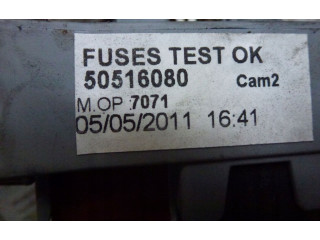 FUSES TEST OK
50516080 Cam2
M.OP :7071
05/05/2011 16:41